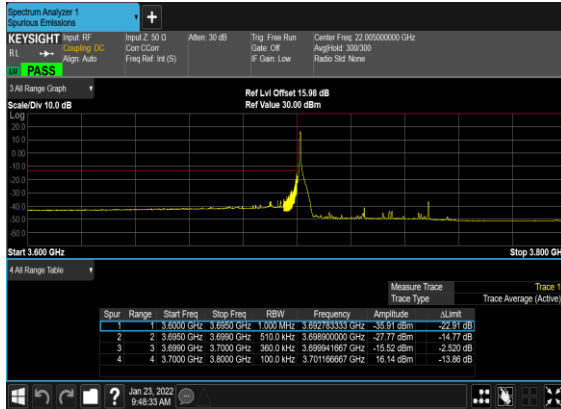 Spectrum Analyzer 1
Spurious Emissions
+
KEYSIGHT Input: RF Input Z: 50 Ω Atten: 30 dB Trig: Free Run Center Freq: 22.005000000 GHz
RL Coupling: DC Corr CCorr Gate: Off Avg|Hold: 300/300
Align: Auto Freq Ref: Int (S) IF Gain: Low Radio Std: None
PASS
3 All Range Graph
Ref Lvl Offset 15.98 dB
Scale/Div 10.0 dB Ref Value 30.00 dBm
Log
20.0
10.0
0.00
-10.0
-20.0
-30.0
-40.0
-50.0
-60.0
Start 3.600 GHz Stop 3.800 GH
4 All Range Table
Measure Trace Trace 1
Trace Type Trace Average (Active)
Spur Range Start Freq Stop Freq RBW Frequency Amplitude ΔLimit
1 1 3.6000 GHz 3.6950 GHz 1.000 MHz 3.692783333 GHz -35.91 dBm -22.91 dB
2 2 3.6950 GHz 3.6990 GHz 510.0 kHz 3.698900000 GHz -27.77 dBm -14.77 dB
3 3 3.6990 GHz 3.7000 GHz 360.0 kHz 3.699941667 GHz -15.52 dBm -2.520 dB
4 4 3.7000 GHz 3.8000 GHz 100.0 kHz 3.701166667 GHz 16.14 dBm -13.86 dB
? Jan 23, 2022
9:48:33 AM